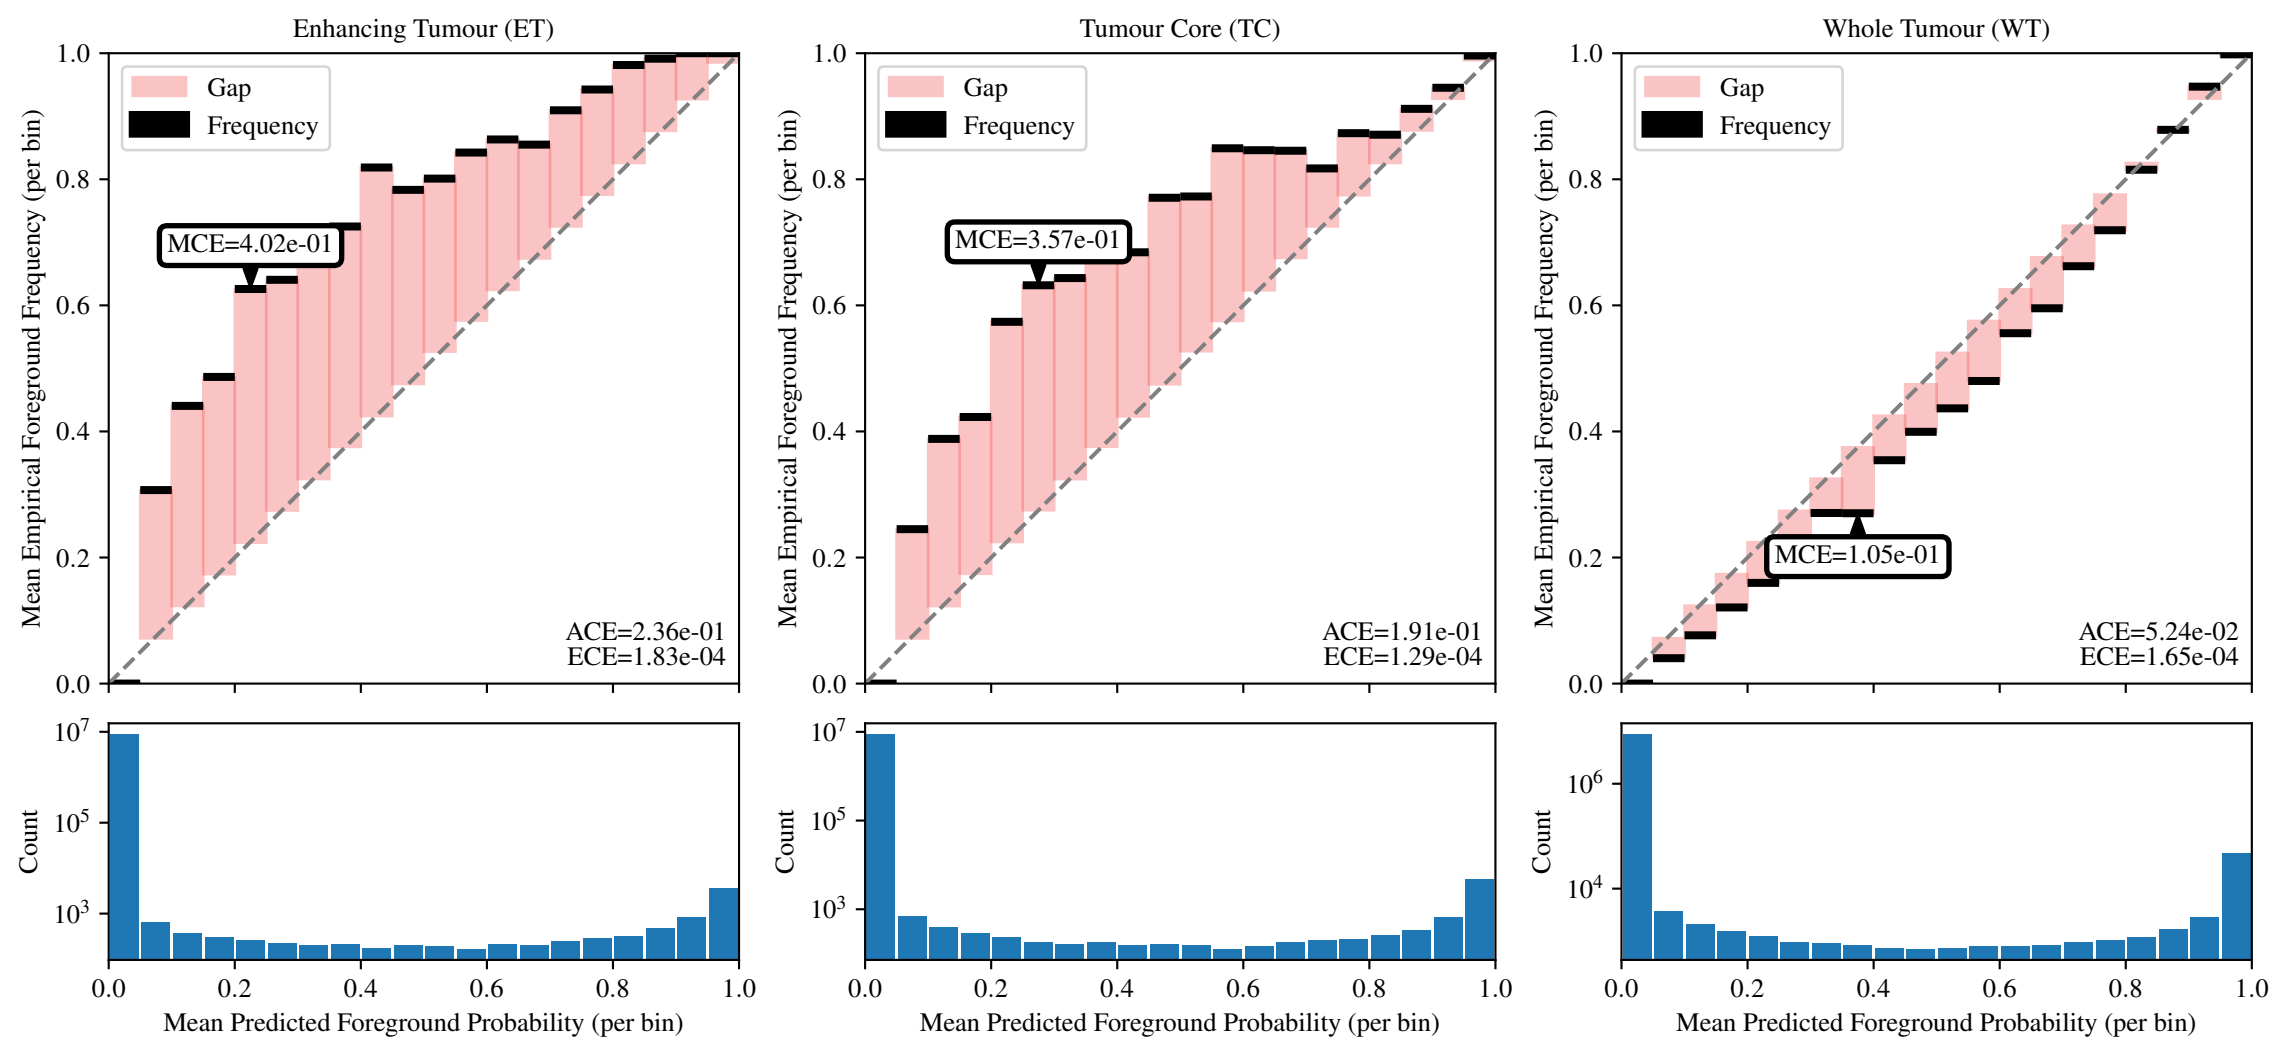 Enhancing Tumour (ET)
Mean Empirical Foreground Frequency (per bin)
1.0
0.8
0.6
0.4
0.2
0.0
Gap
Frequency
MCE=4.02e-01
ACE=2.36e-01
ECE=1.83e-04
Count
10^7
10^5
10^3
0.0 0.2 0.4 0.6 0.8 1.0
Mean Predicted Foreground Probability (per bin)
Tumour Core (TC)
Mean Empirical Foreground Frequency (per bin)
1.0
0.8
0.6
0.4
0.2
0.0
Gap
Frequency
MCE=3.57e-01
ACE=1.91e-01
ECE=1.29e-04
Count
10^7
10^5
10^3
0.0 0.2 0.4 0.6 0.8 1.0
Mean Predicted Foreground Probability (per bin)
Whole Tumour (WT)
Mean Empirical Foreground Frequency (per bin)
1.0
0.8
0.6
0.4
0.2
0.0
Gap
Frequency
MCE=1.05e-01
ACE=5.24e-02
ECE=1.65e-04
Count
10^6
10^4
0.0 0.2 0.4 0.6 0.8 1.0
Mean Predicted Foreground Probability (per bin)